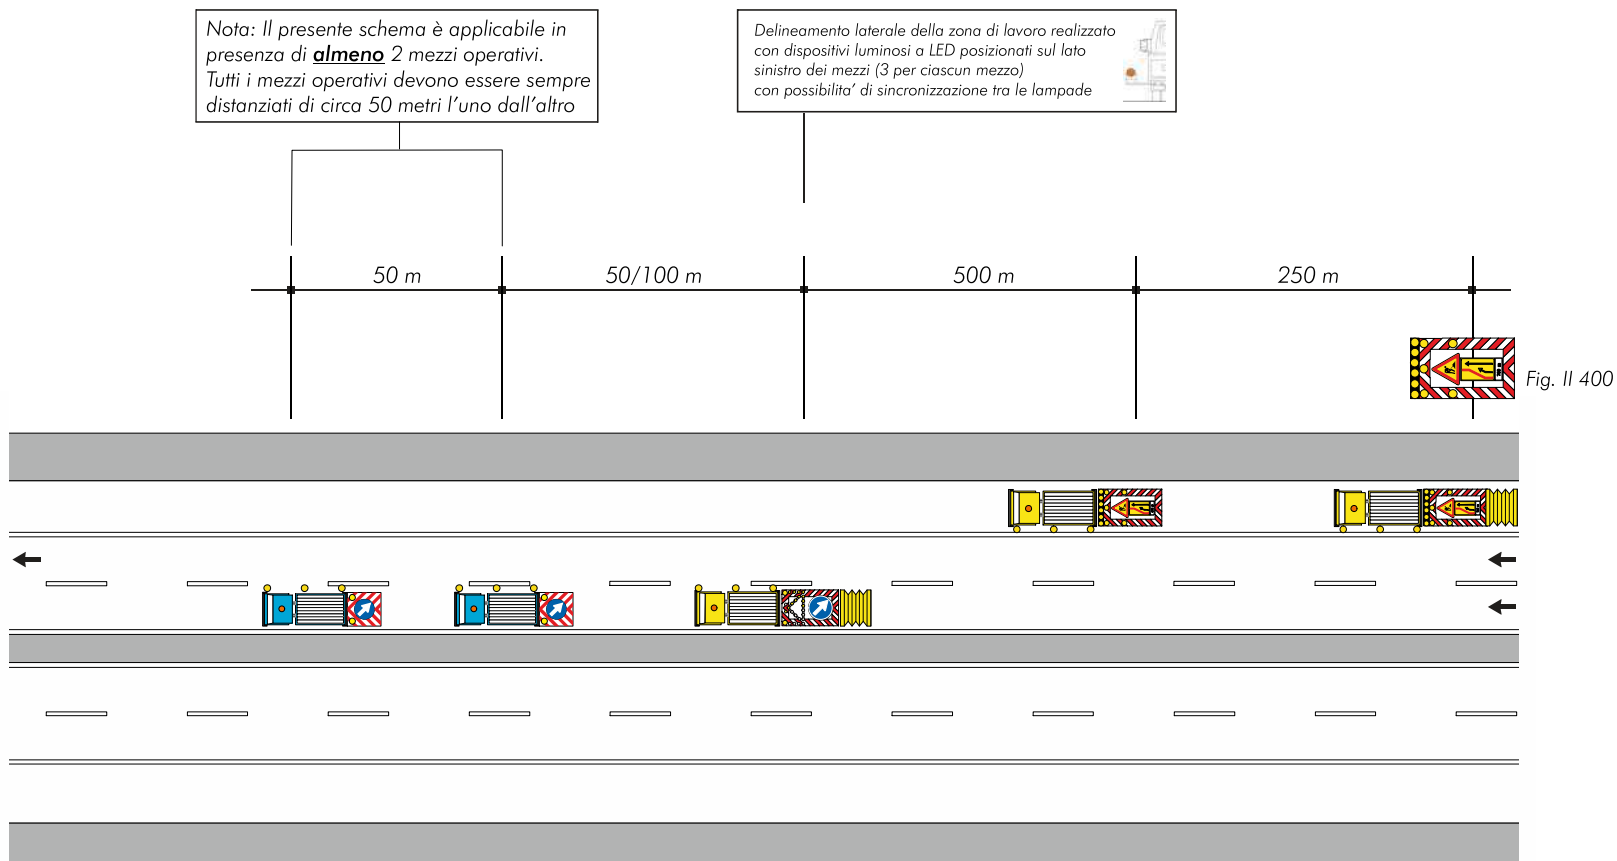 Nota: Il presente schema è applicabile in
presenza di almeno 2 mezzi operativi.
Tutti i mezzi operativi devono essere sempre
distanziati di circa 50 metri l'uno dall'altro
Delineamento laterale della zona di lavoro realizzato
con dispositivi luminosi a LED posizionati sul lato
sinistro dei mezzi (3 per ciascun mezzo)
con possibilita' di sincronizzazione tra le lampade
50 m
50/100 m
500 m
250 m
Fig. II 400